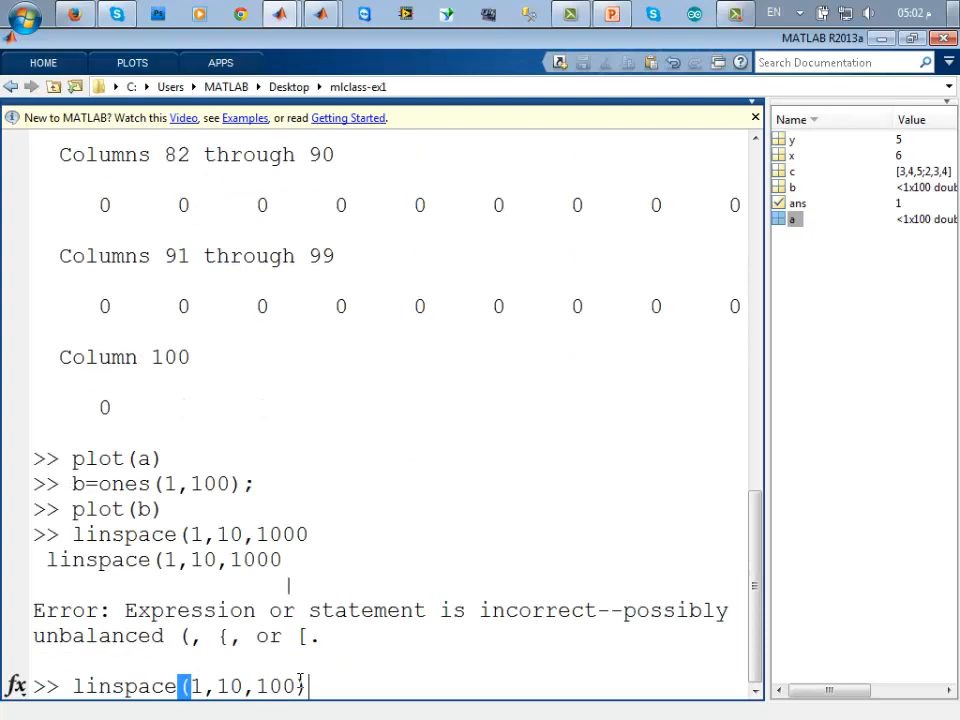 EN
05:02 م
MATLAB R2013a
HOME PLOTS APPS
Search Documentation
C: Users MATLAB Desktop mlclass-ex1
New to MATLAB? Watch this Video, see Examples, or read Getting Started.
Columns 82 through 90
0 0 0 0 0 0 0 0 0
Columns 91 through 99
0 0 0 0 0 0 0 0 0
Column 100
0
>> plot(a)
>> b=ones(1,100);
>> plot(b)
>> linspace(1,10,1000
linspace(1,10,1000
|
Error: Expression or statement is incorrect--possibly
unbalanced (, {, or [.
fx >> linspace(1,10,100)
Name Value
y 5
x 6
c [3,4,5;2,3,4]
b <1x100 doub
ans 1
a <1x100 doub